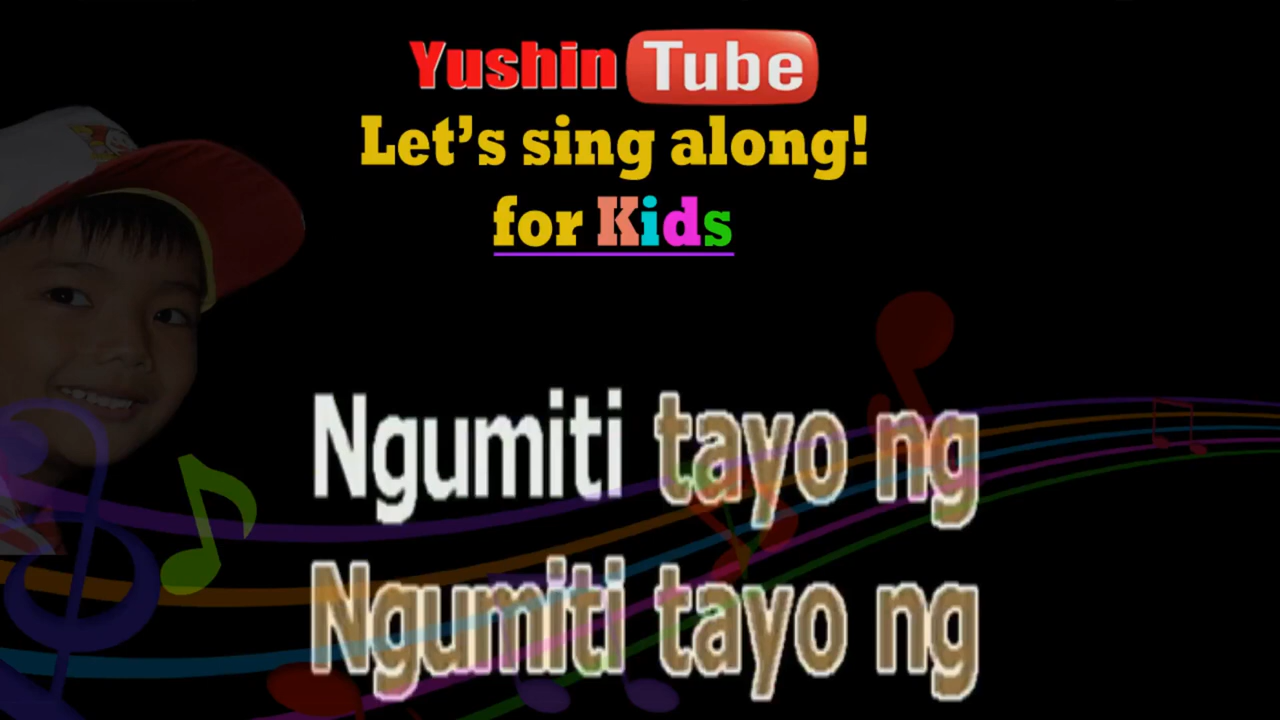 Yushin Tube
Let's sing along!
for Kids
Ngumiti tayo ng
Ngumiti tayo ng